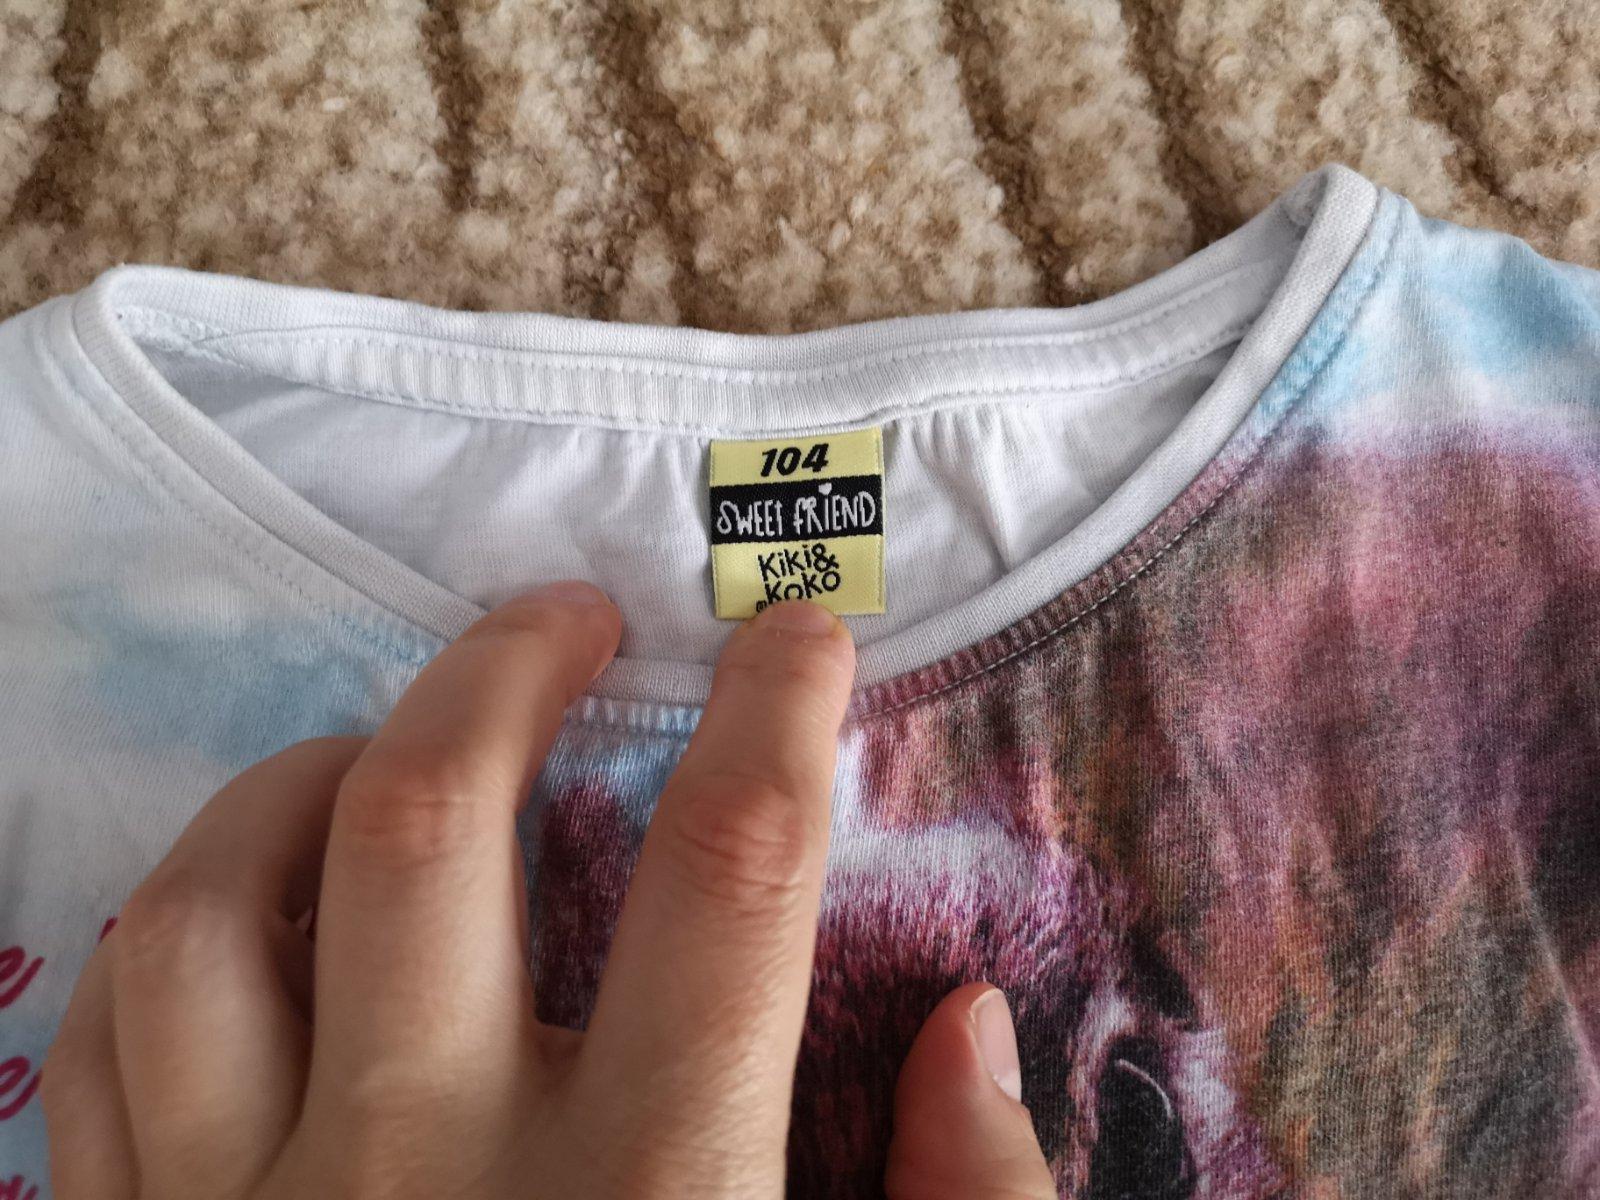 104
SWEET FRiEND
KiKi&
KOKO